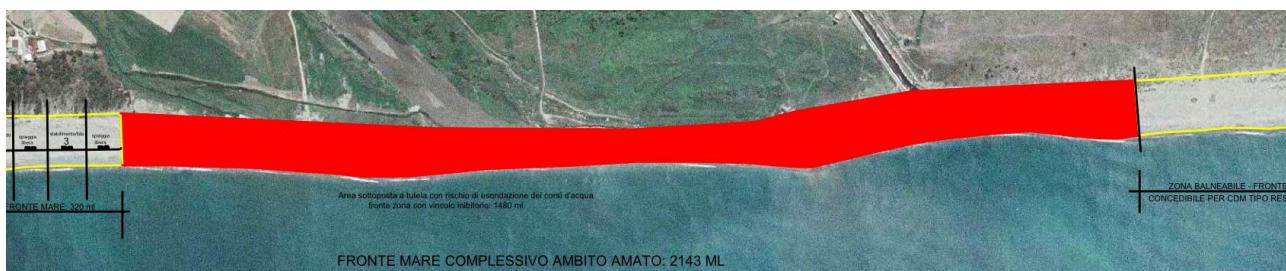 spiaggia
libera
stabilimento/lido
3
spiaggia
libera
FRONTE MARE: 320 ml
Area sottoposta a tutela con rischio di esondazione dei corsi d'acqua
fronte zona con vincolo inibitorio: 1480 ml
ZONA BALNEABILE - FRONTE
CONCEDIBILE PER CDM TIPO RES
FRONTE MARE COMPLESSIVO AMBITO AMATO: 2143 ML